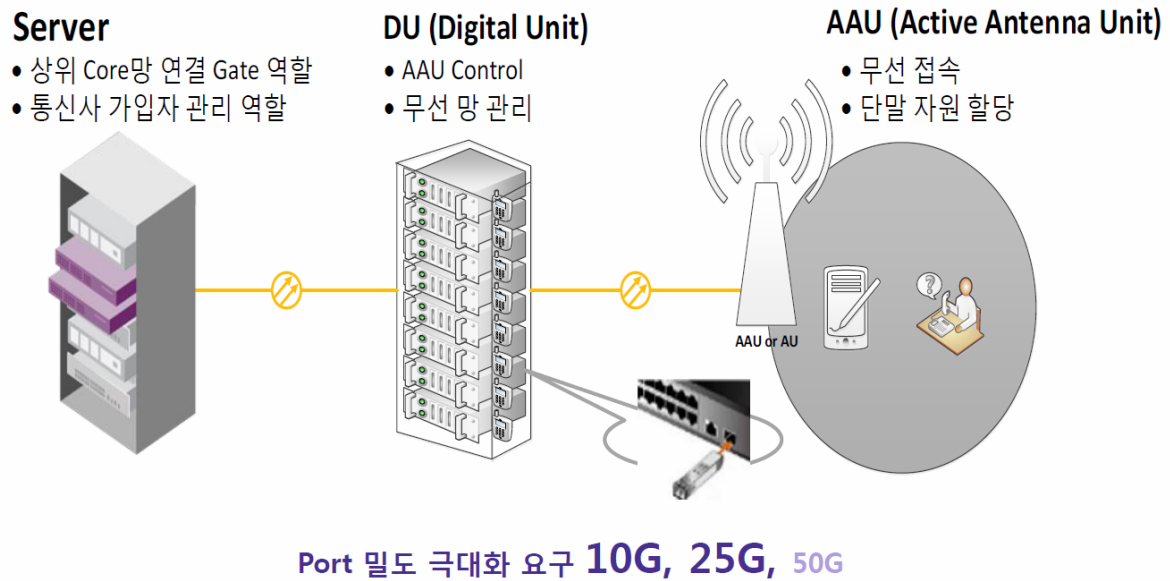 Server
• 상위 Core망 연결 Gate 역할
• 통신사 가입자 관리 역할
DU (Digital Unit)
• AAU Control
• 무선 망 관리
AAU (Active Antenna Unit)
• 무선 접속
• 단말 자원 할당
AAU or AU
?
Port 밀도 극대화 요구 10G, 25G, 50G